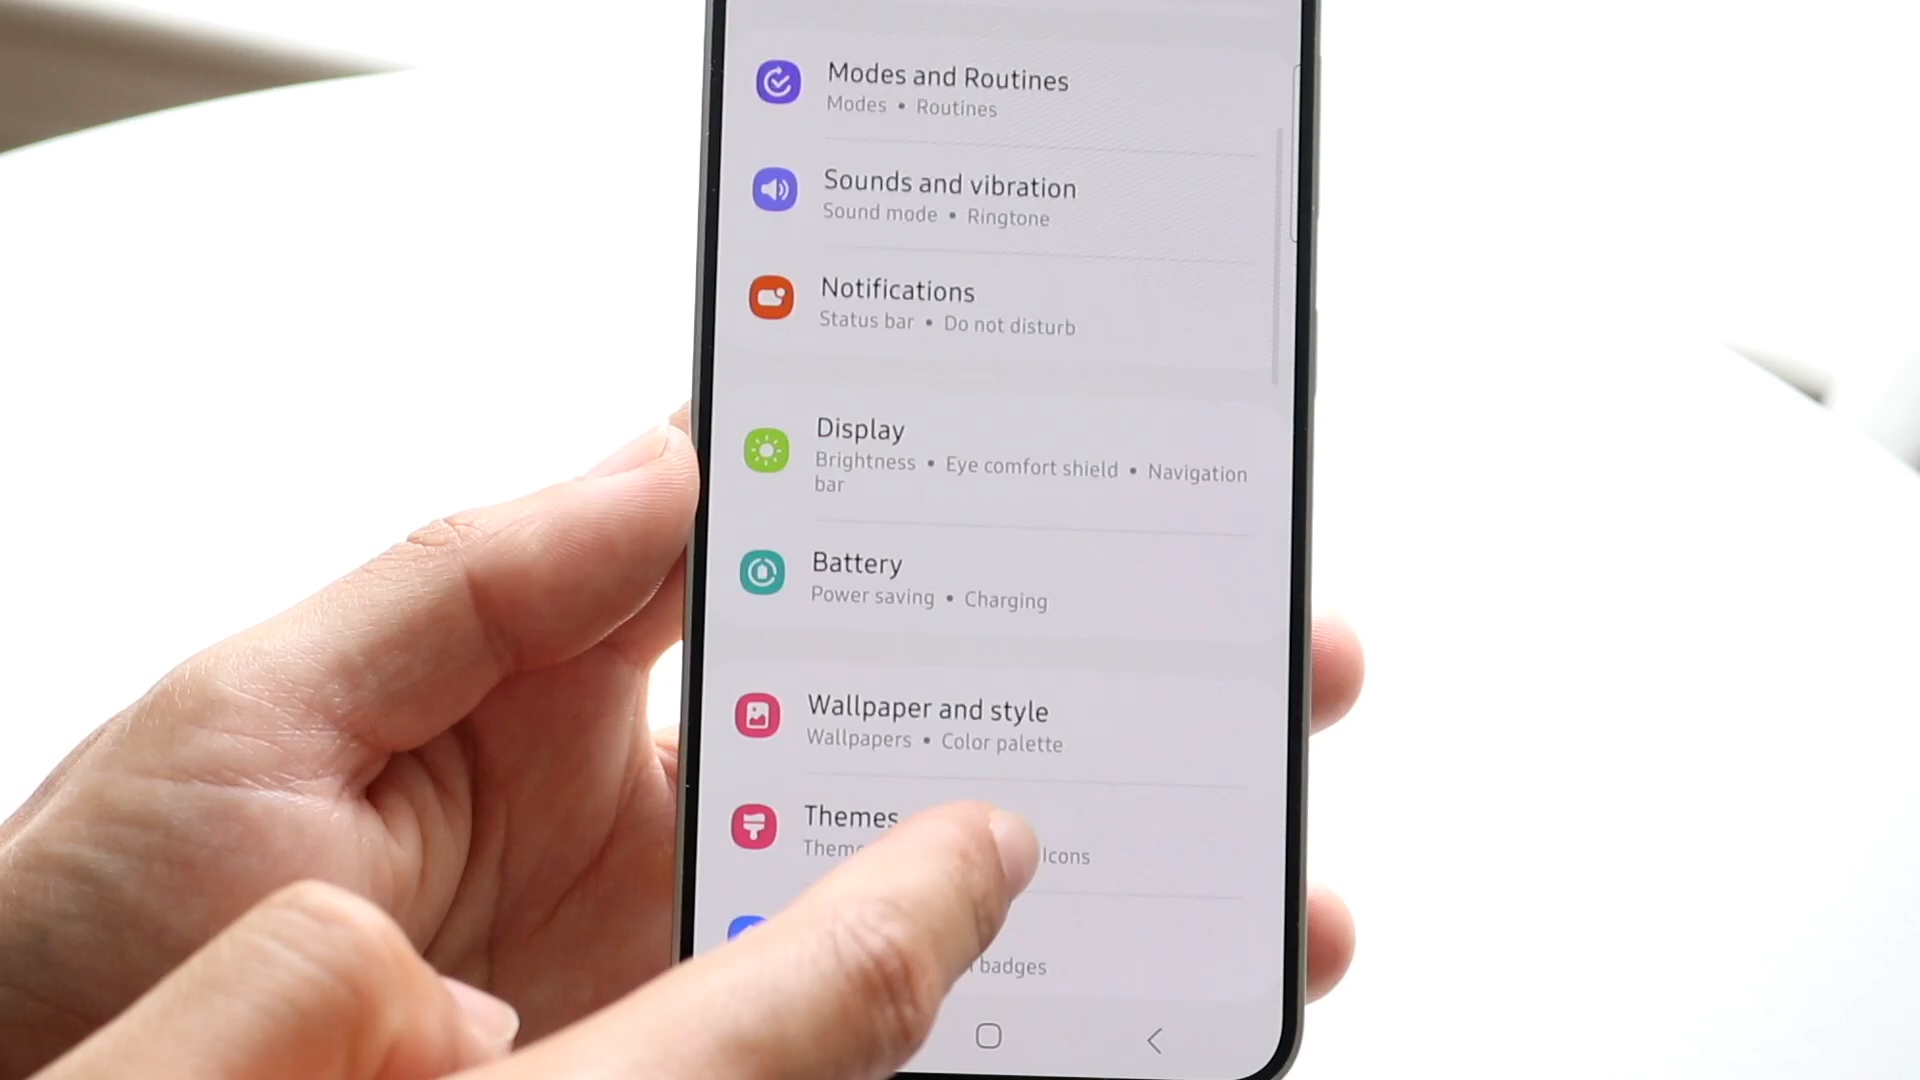 Modes and Routines
Modes • Routines
Sounds and vibration
Sound mode • Ringtone
Notifications
Status bar • Do not disturb
Display
Brightness • Eye comfort shield • Navigation
bar
Battery
Power saving • Charging
Wallpaper and style
Wallpapers • Color palette
Themes
Icons
badges